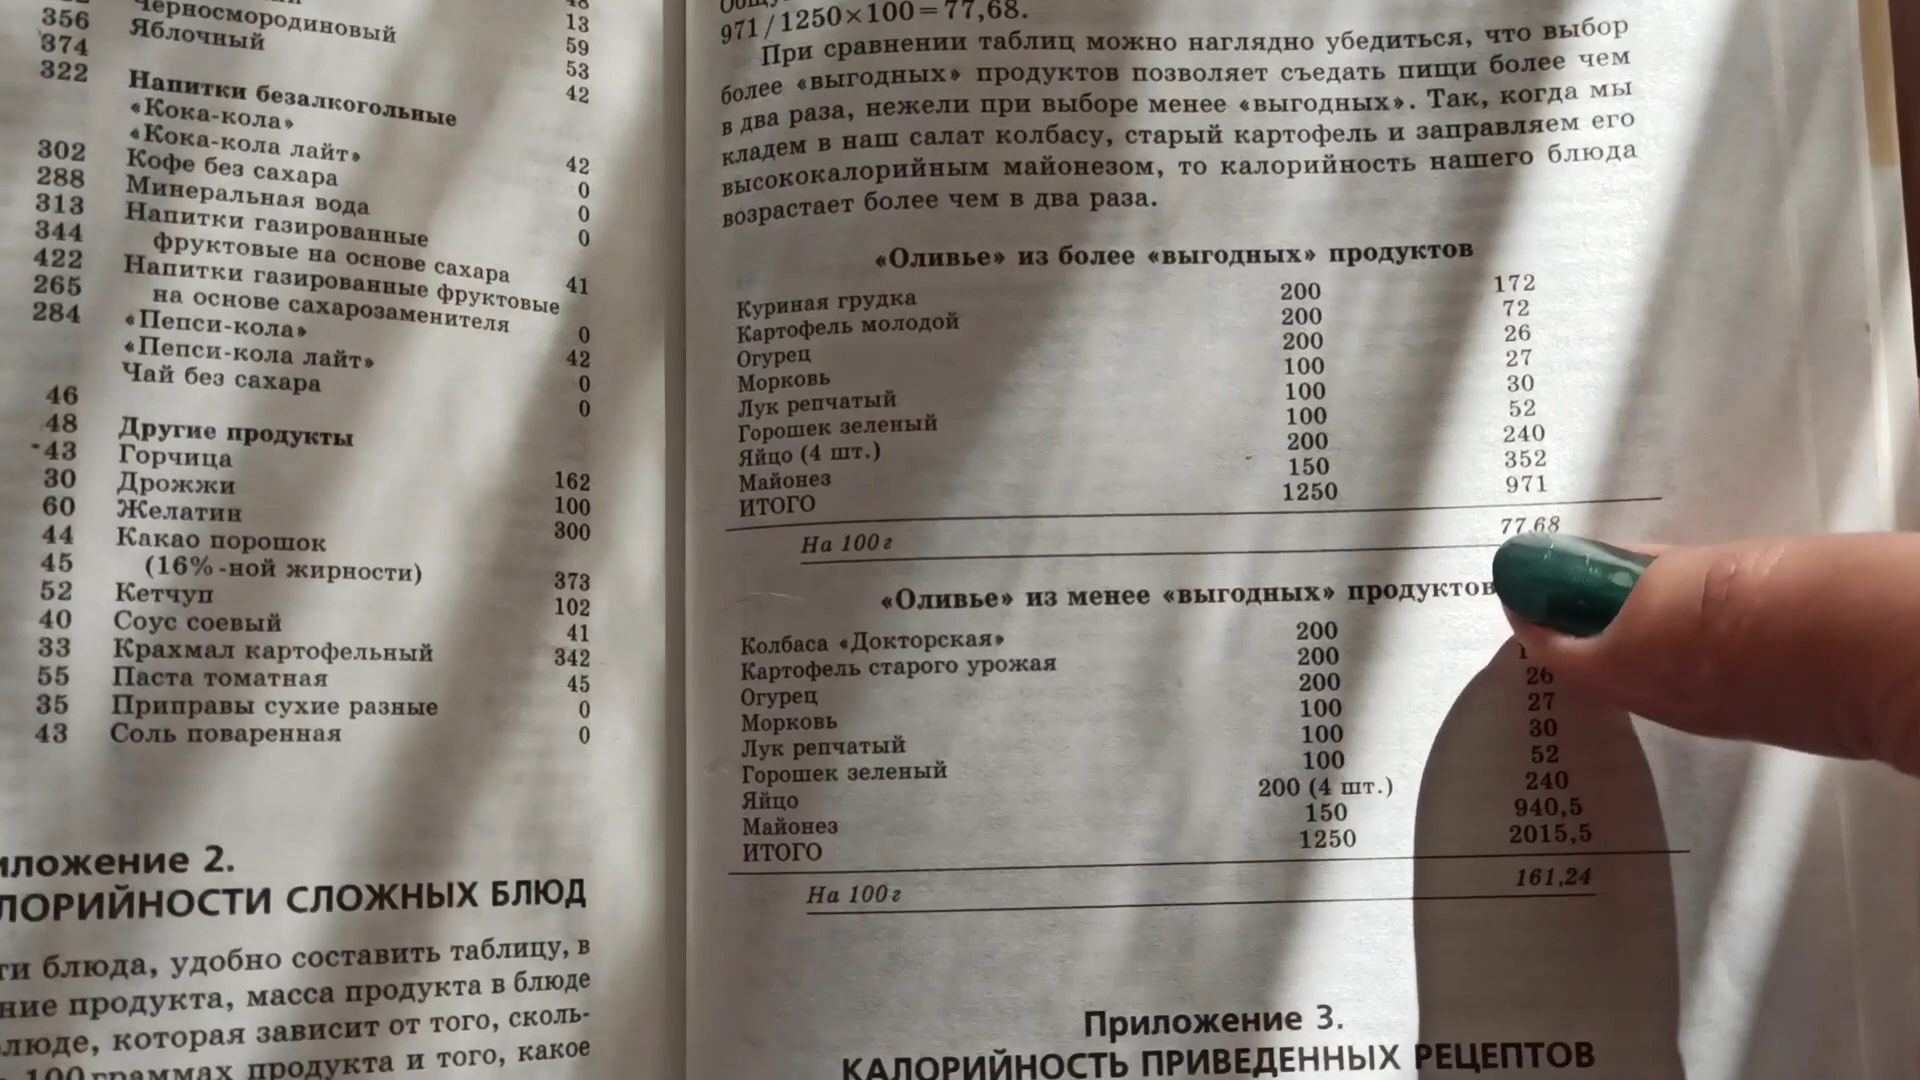 356
374
322
302
288
313
344
422
265
284
46
48
43
30
60
44
45
52
40
33
55
35
43
Черносмородиновый
Яблочный
Напитки безалкогольные
«Кока-кола»
«Кока-кола лайт»
Кофе без сахара
Минеральная вода
Напитки газированные
фруктовые на основе сахара
Напитки газированные фруктовые
на основе сахарозаменителя
«Пепси-кола»
«Пепси-кола лайт»
Чай без сахара
Другие продукты
Горчица
Дрожжи
Желатин
Какао порошок
(16%-ной жирности)
Кетчуп
Соус соевый
Крахмал картофельный
Паста томатная
Приправы сухие разные
Соль поваренная
13
59
53
42
42
0
0
0
41
0
42
0
0
162
100
300
373
102
41
342
45
0
0
иложение 2.
ЛОРИЙНОСТИ СЛОЖНЫХ БЛЮД
ти блюда, удобно составить таблицу, в
ние продукта, масса продукта в блюде
люде, которая зависит от того, сколь-
100 граммах продукта и того, какое
971/1250×100=77,68.
При сравнении таблиц можно наглядно убедиться, что выбор
более «выгодных» продуктов позволяет съедать пищи более чем
в два раза, нежели при выборе менее «выгодных». Так, когда мы
кладем в наш салат колбасу, старый картофель и заправляем его
высококалорийным майонезом, то калорийность нашего блюда
возрастает более чем в два раза.
«Оливье» из более «выгодных» продуктов
Куриная грудка 200 172
Картофель молодой 200 72
Огурец 200 26
Морковь 100 27
Лук репчатый 100 30
Горошек зеленый 100 52
Яйцо (4 шт.) 200 240
Майонез 150 352
ИТОГО 1250 971
На 100 г 77,68
«Оливье» из менее «выгодных» продуктов
Колбаса «Докторская» 200
Картофель старого урожая 200
Огурец 200 26
Морковь 100 27
Лук репчатый 100 30
Горошек зеленый 100 52
Яйцо 200 (4 шт.) 240
Майонез 150 940,5
ИТОГО 1250 2015,5
На 100 г 161,24
Приложение 3.
КАЛОРИЙНОСТЬ ПРИВЕДЕННЫХ РЕЦЕПТОВ